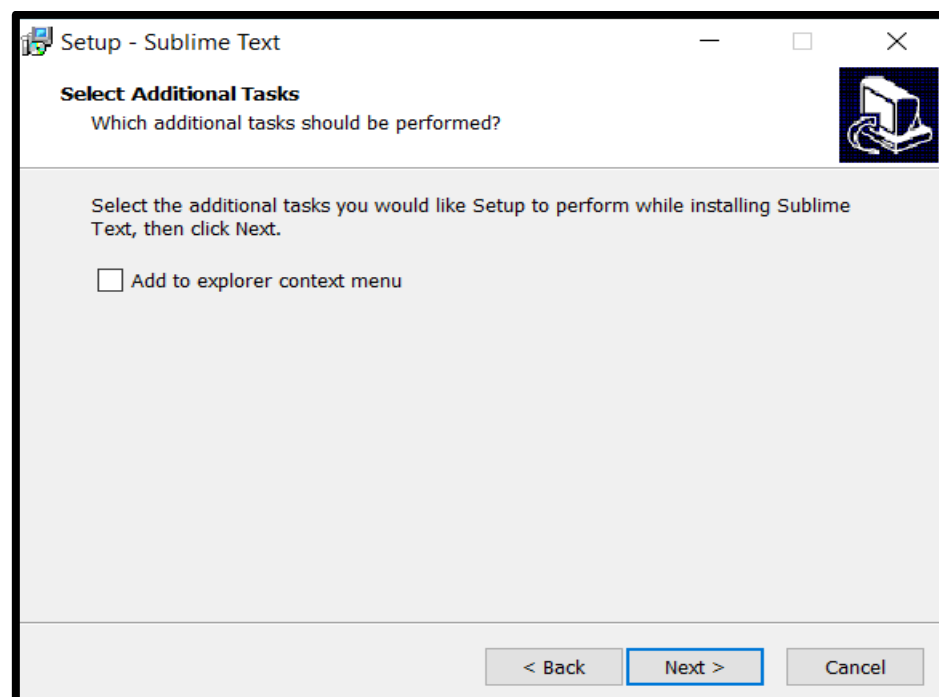 Setup - Sublime Text
Select Additional Tasks
Which additional tasks should be performed?
Select the additional tasks you would like Setup to perform while installing Sublime
Text, then click Next.
Add to explorer context menu
< Back Next > Cancel